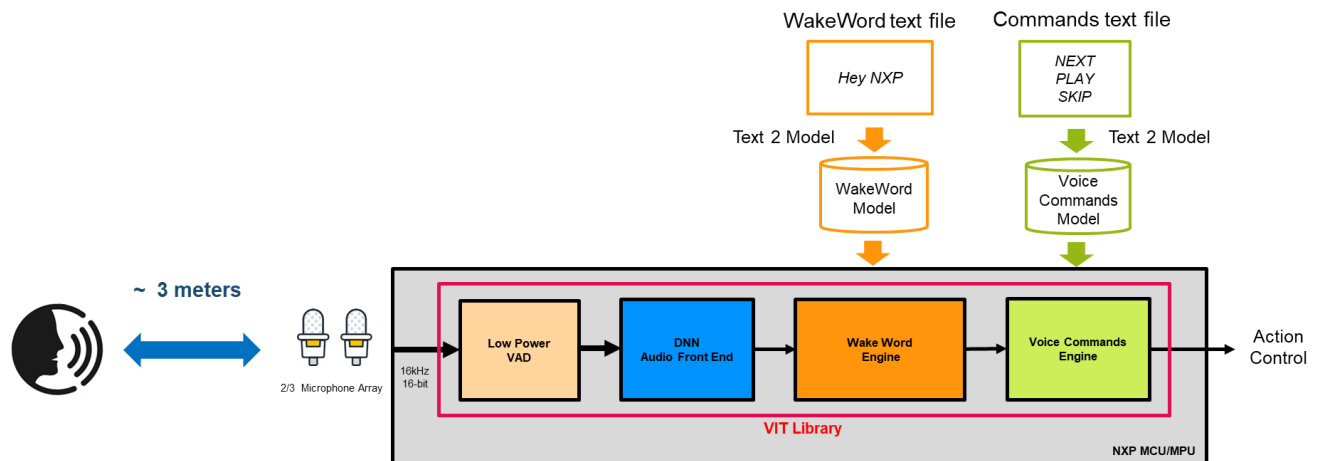 WakeWord text file
Commands text file
Hey NXP
NEXT
PLAY
SKIP
Text 2 Model
Text 2 Model
WakeWord
Model
Voice
Commands
Model
~ 3 meters
2/3 Microphone Array
16kHz
16-bit
Low Power
VAD
DNN
Audio Front End
Wake Word
Engine
Voice Commands
Engine
Action
Control
VIT Library
NXP MCU/MPU